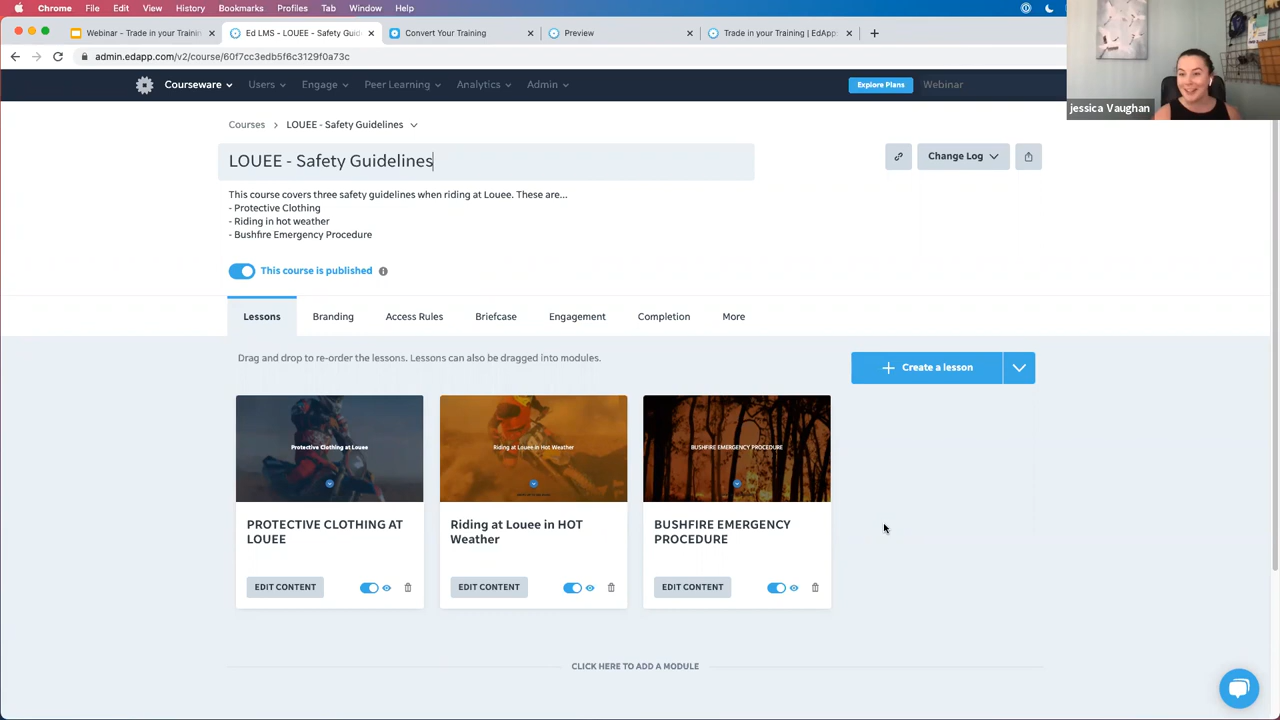 Chrome File Edit View History Bookmarks Profiles Tab Window Help
Webinar - Trade in your Trainin
Ed LMS - LOUEE - Safety Guid
Convert Your Training
Preview
Trade in your Training | EdApp
admin.edapp.com/v2/course/60f7cc3edb5f6c3129f0a73c
Courseware Users Engage Peer Learning Analytics Admin Explore Plans Webinar
jessica Vaughan
Courses > LOUEE - Safety Guidelines
LOUEE - Safety Guidelines
Change Log
This course covers three safety guidelines when riding at Louee. These are...
- Protective Clothing
- Riding in hot weather
- Bushfire Emergency Procedure
This course is published
Lessons Branding Access Rules Briefcase Engagement Completion More
Drag and drop to re-order the lessons. Lessons can also be dragged into modules.
+ Create a lesson
Protective Clothing at Louee
Riding at Louee in Hot Weather
BUSHFIRE EMERGENCY PROCEDURE
PROTECTIVE CLOTHING AT
LOUEE
Riding at Louee in HOT
Weather
BUSHFIRE EMERGENCY
PROCEDURE
EDIT CONTENT
EDIT CONTENT
EDIT CONTENT
CLICK HERE TO ADD A MODULE